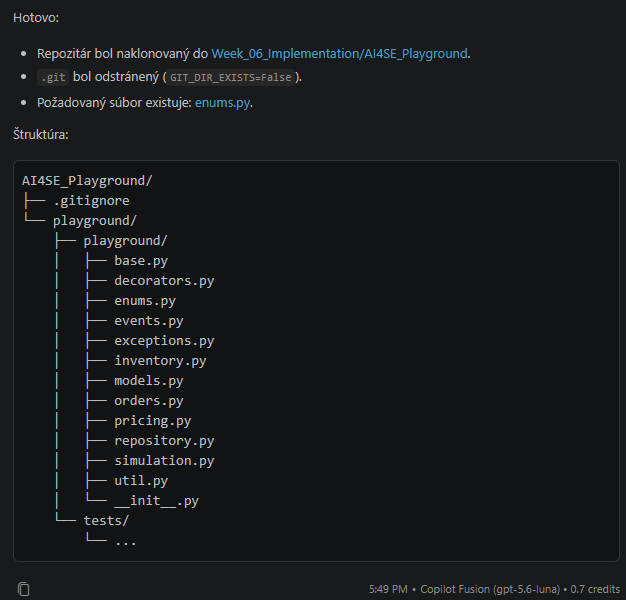 Hotovo:
• Repozitár bol naklonovaný do Week_06_Implementation/AI4SE_Playground.
• .git bol odstránený ( GIT_DIR_EXISTS=False ).
• Požadovaný súbor existuje: enums.py.
Štruktúra:
AI4SE_Playground/
├── .gitignore
└── playground/
    ├── playground/
    │   ├── base.py
    │   ├── decorators.py
    │   ├── enums.py
    │   ├── events.py
    │   ├── exceptions.py
    │   ├── inventory.py
    │   ├── models.py
    │   ├── orders.py
    │   ├── pricing.py
    │   ├── repository.py
    │   ├── simulation.py
    │   ├── util.py
    │   └── __init__.py
    └── tests/
        └── ...
5:49 PM • Copilot Fusion (gpt-5.6-luna) • 0.7 credits